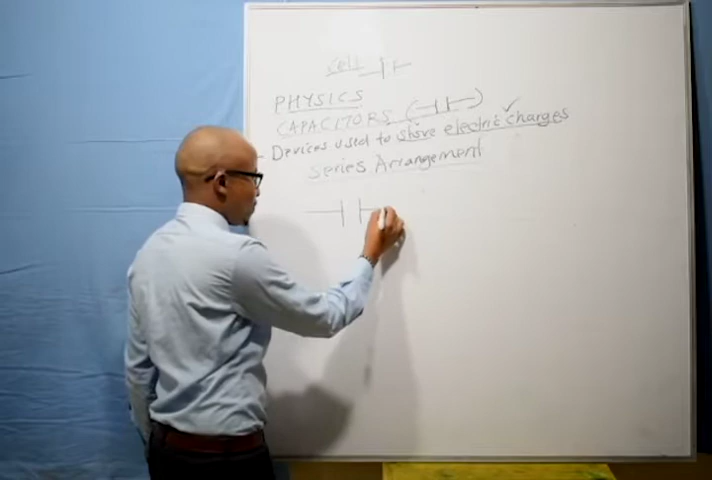 Cell
PHYSICS
CAPACITORS ( )
- Devices used to store electric charges
Series Arrangement